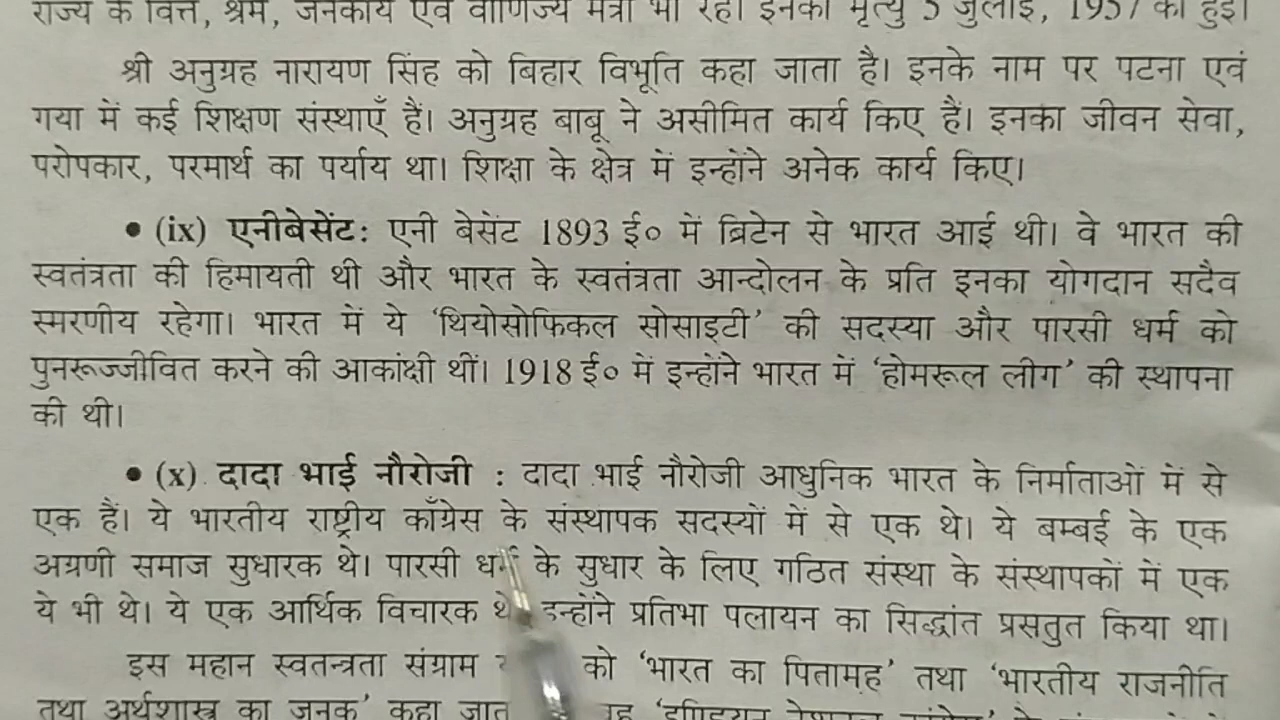 राज्य के वित्त, श्रम, जनकार्य एवं वाणिज्य मंत्री भी रहे। इनकी मृत्यु 5 जुलाई, 1957 को हुई।
श्री अनुग्रह नारायण सिंह को बिहार विभूति कहा जाता है। इनके नाम पर पटना एवं
गया में कई शिक्षण संस्थाएँ हैं। अनुग्रह बाबू ने असीमित कार्य किए हैं। इनका जीवन सेवा,
परोपकार, परमार्थ का पर्याय था। शिक्षा के क्षेत्र में इन्होंने अनेक कार्य किए।
• (ix) एनीबेसेंट: एनी बेसेंट 1893 ई० में ब्रिटेन से भारत आई थी। वे भारत की
स्वतंत्रता की हिमायती थी और भारत के स्वतंत्रता आन्दोलन के प्रति इनका योगदान सदैव
स्मरणीय रहेगा। भारत में ये ‘थियोसोफिकल सोसाइटी’ की सदस्या और पारसी धर्म को
पुनरूज्जीवित करने की आकांक्षी थीं। 1918 ई० में इन्होंने भारत में ‘होमरूल लीग’ की स्थापना
की थी।
• (x) दादा भाई नौरोजी : दादा भाई नौरोजी आधुनिक भारत के निर्माताओं में से
एक हैं। ये भारतीय राष्ट्रीय काँग्रेस के संस्थापक सदस्यों में से एक थे। ये बम्बई के एक
अग्रणी समाज सुधारक थे। पारसी धर्म के सुधार के लिए गठित संस्था के संस्थापकों में एक
ये भी थे। ये एक आर्थिक विचारक थे इन्होंने प्रतिभा पलायन का सिद्धांत प्रसतुत किया था।
इस महान स्वतन्त्रता संग्राम को ‘भारत का पितामह’ तथा ‘भारतीय राजनीति
तथा अर्थशास्त्र का जनक’ कहा जात